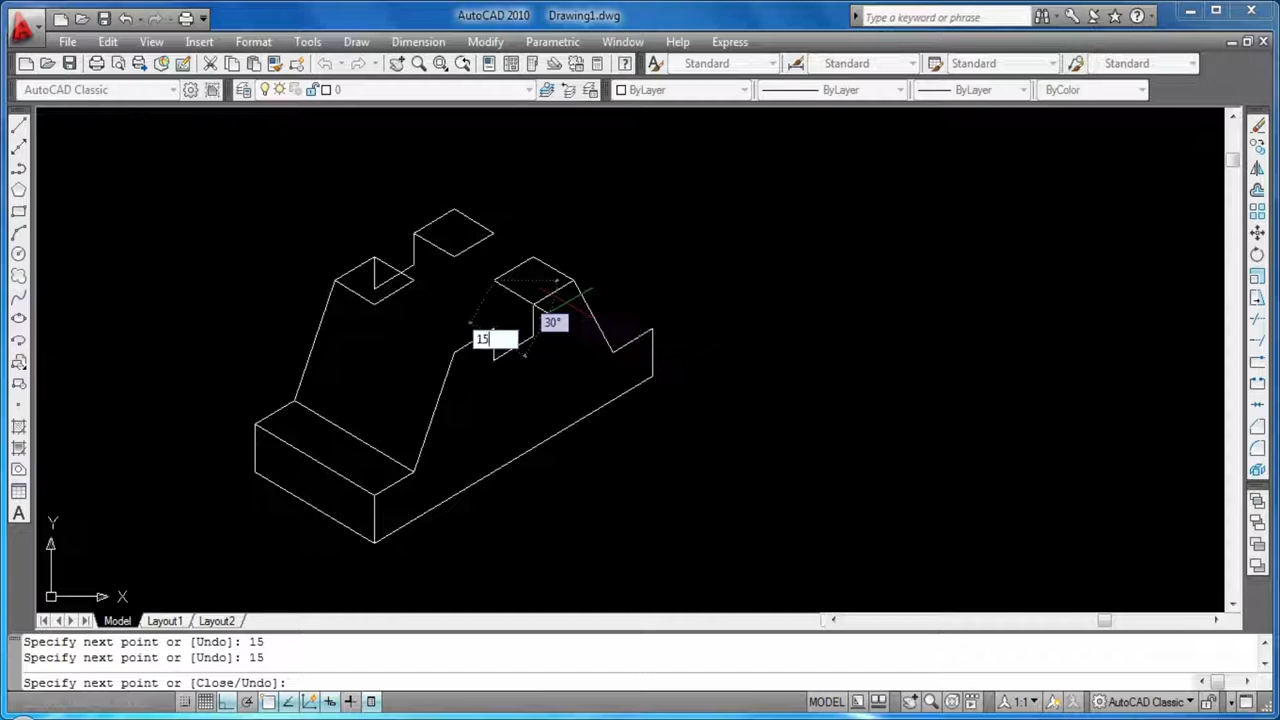 AutoCAD 2010 Drawing1.dwg
Type a keyword or phrase
File Edit View Insert Format Tools Draw Dimension Modify Parametric Window Help Express
Standard Standard Standard Standard
AutoCAD Classic 0 ByLayer ByLayer ByLayer ByColor
30°
15
Y
X
A
Model Layout1 Layout2
Specify next point or [Undo]: 15
Specify next point or [Undo]: 15
Specify next point or [Close/Undo]:
MODEL 1:1 AutoCAD Classic